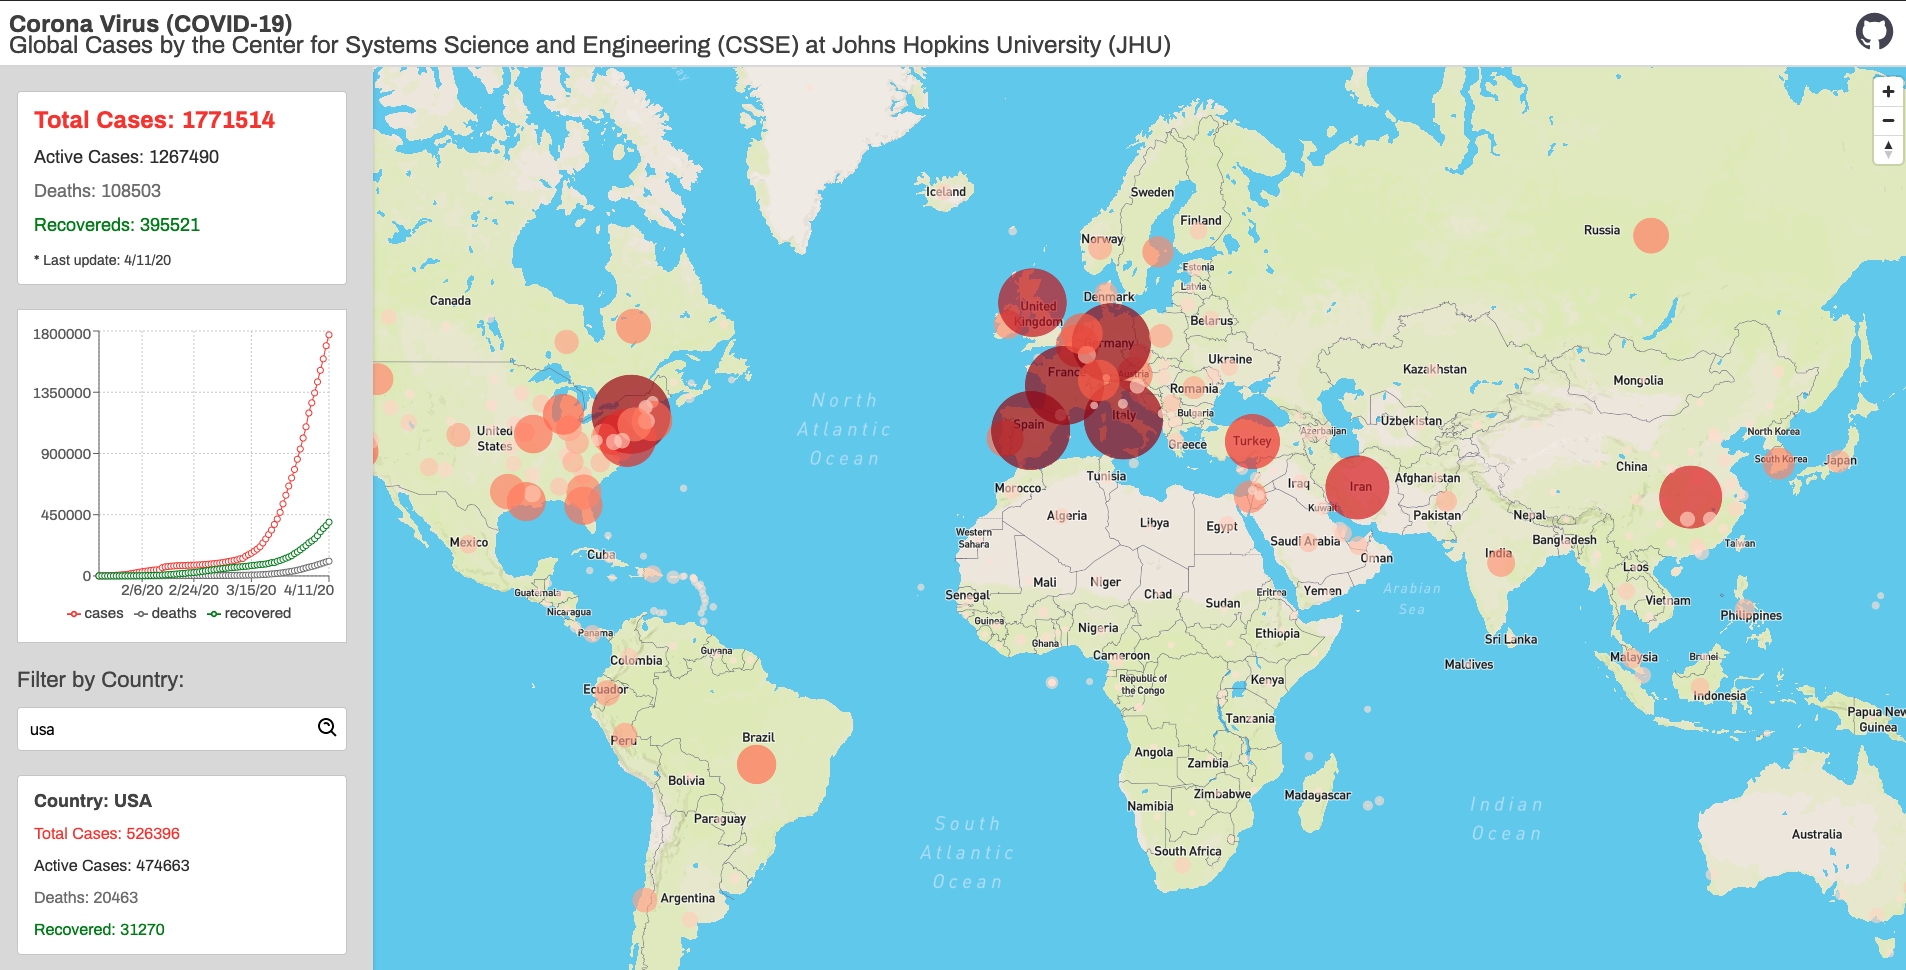 Corona Virus (COVID-19)
Global Cases by the Center for Systems Science and Engineering (CSSE) at Johns Hopkins University (JHU)
Total Cases: 1771514
Active Cases: 1267490
Deaths: 108503
Recovereds: 395521
* Last update: 4/11/20
1800000
1350000
900000
450000
0
2/6/20 2/24/20 3/15/20 4/11/20
cases deaths recovered
Filter by Country:
usa
Country: USA
Total Cases: 526396
Active Cases: 474663
Deaths: 20463
Recovered: 31270
Iceland
Sweden
Finland
Norway
Russia
Estonia
Latvia
Denmark
Canada
United
Kingdom
Belarus
rmany
Ukraine
France
Austria
Kazakhstan
Mongolia
Romania
North
Atlantic
Ocean
Italy
Bulgaria
Uzbekistan
Spain
United
States
Greece
Turkey
Azerbaijan
North Korea
South Korea
Japan
China
Tunisia
Morocco
Iraq
Iran
Afghanistan
Kuwait
Algeria
Libya
Egypt
Pakistan
Nepal
Western
Sahara
Mexico
Cuba
Saudi Arabia
Bangladesh
Taiwan
Oman
India
Laos
Mali
Niger
Chad
Guatemala
Senegal
Sudan
Eritrea
Yemen
Arabian
Sea
Vietnam
Nicaragua
Philippines
Guinea
Nigeria
Panama
Ethiopia
Ghana
Sri Lanka
Guyana
Colombia
Cameroon
Maldives
Malaysia
Brunei
Republic of
the Congo
Kenya
Ecuador
Indonesia
Tanzania
Papua New
Guinea
Peru
Brazil
Angola
Zambia
Bolivia
Zimbabwe
Madagascar
Namibia
Indian
Ocean
Paraguay
South
Atlantic
Ocean
Australia
South Africa
Argentina